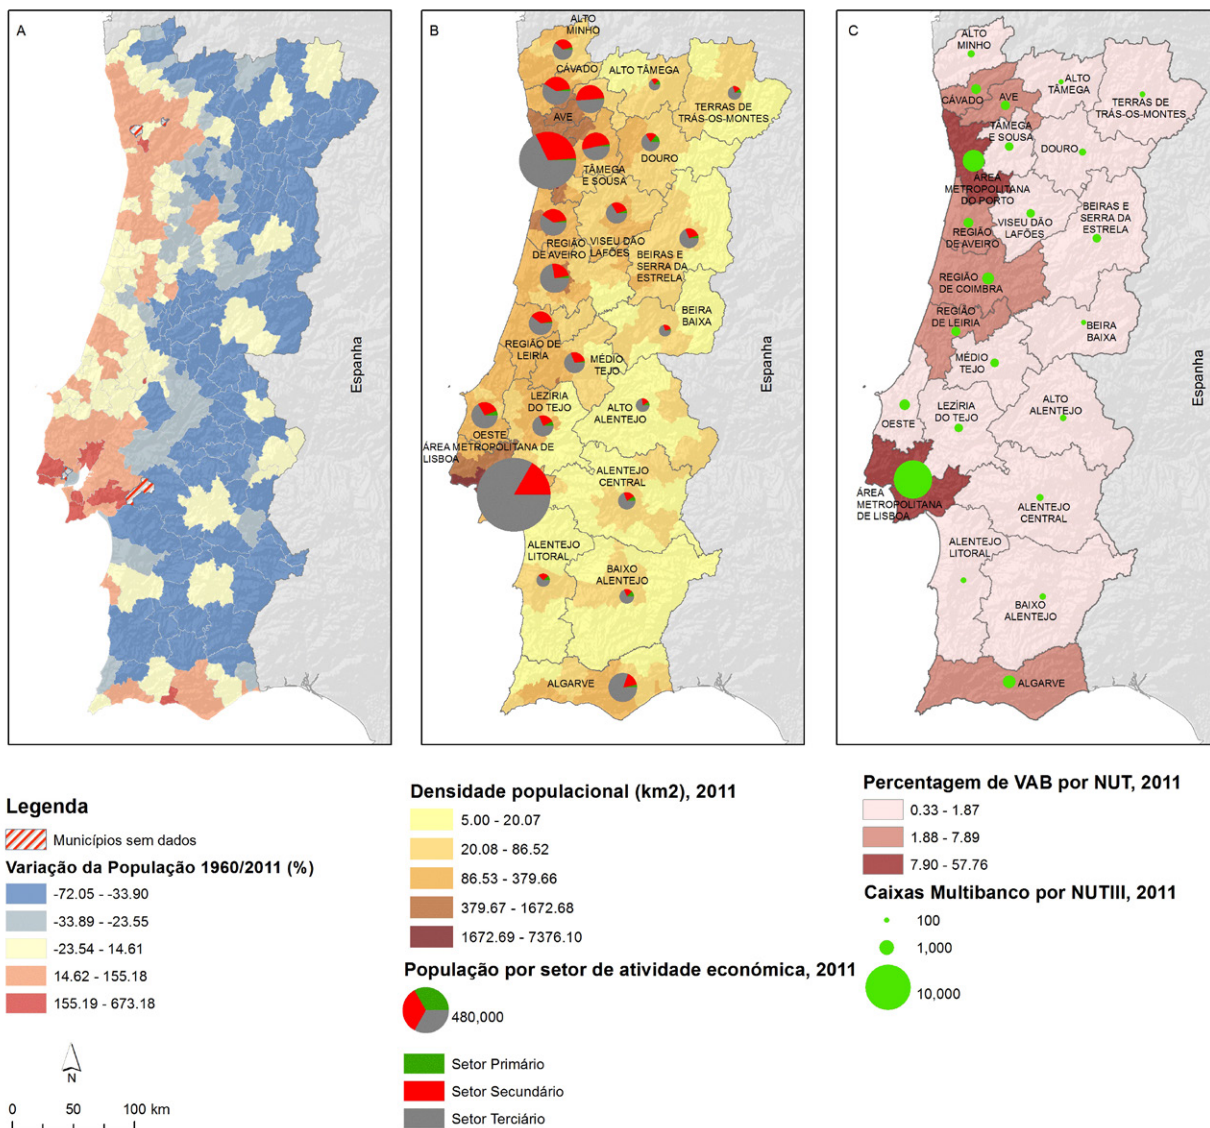 A
Espanha
B
ALTO
MINHO
CÁVADO
ALTO TÂMEGA
TERRAS DE
TRÁS-OS-MONTES
AVE
DOURO
TÂMEGA
E SOUSA
REGIÃO
DE AVEIRO
VISEU DÃO
LAFÕES
BEIRAS E
SERRA DA
ESTRELA
BEIRA
BAIXA
REGIÃO DE
LEIRIA
MÉDIO
TEJO
LEZÍRIA
DO TEJO
ALTO
ALENTEJO
OESTE
ÁREA METROPOLITANA DE
LISBOA
ALENTEJO
CENTRAL
ALENTEJO
LITORAL
BAIXO
ALENTEJO
ALGARVE
Espanha
C
ALTO
MINHO
CÁVADO
AVE
ALTO
TÂMEGA
TERRAS DE
TRÁS-OS-MONTES
TÂMEGA
E SOUSA
DOURO
ÁREA
METROPOLITANA
DO PORTO
VISEU DÃO
LAFÕES
BEIRAS E
SERRA DA
ESTRELA
REGIÃO
DE AVEIRO
REGIÃO
DE COIMBRA
REGIÃO
DE LEIRIA
BEIRA
BAIXA
MÉDIO
TEJO
OESTE
LEZÍRIA
DO TEJO
ALTO
ALENTEJO
ÁREA
METROPOLITANA
DE LISBOA
ALENTEJO
CENTRAL
ALENTEJO
LITORAL
BAIXO
ALENTEJO
ALGARVE
Espanha
Legenda
Municípios sem dados
Variação da População 1960/2011 (%)
-72.05 - -33.90
-33.89 - -23.55
-23.54 - 14.61
14.62 - 155.18
155.19 - 673.18
N
0 50 100 km
Densidade populacional (km2), 2011
5.00 - 20.07
20.08 - 86.52
86.53 - 379.66
379.67 - 1672.68
1672.69 - 7376.10
População por setor de atividade económica, 2011
480,000
Setor Primário
Setor Secundário
Setor Terciário
Percentagem de VAB por NUT, 2011
0.33 - 1.87
1.88 - 7.89
7.90 - 57.76
Caixas Multibanco por NUTIII, 2011
100
1,000
10,000